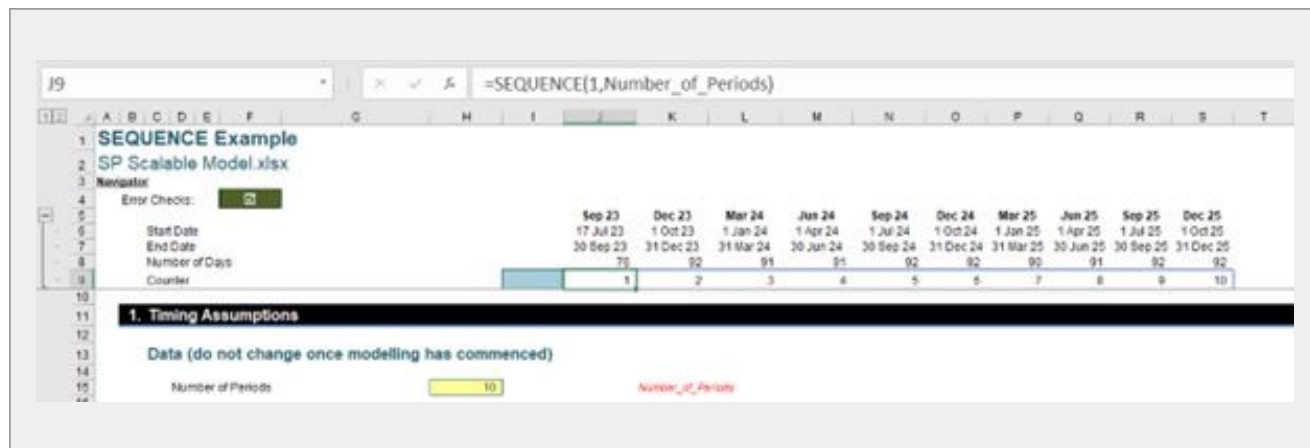 J9 =SEQUENCE(1,Number_of_Periods)
1 2 A B C D E F G H I J K L M N O P Q R S T
1 SEQUENCE Example
2 SP Scalable Model.xlsx
3 Navigator
4 Error Checks:
5 Sep 23 Dec 23 Mar 24 Jun 24 Sep 24 Dec 24 Mar 25 Jun 25 Sep 25 Dec 25
6 Start Date 17 Jul 23 1 Oct 23 1 Jan 24 1 Apr 24 1 Jul 24 1 Oct 24 1 Jan 25 1 Apr 25 1 Jul 25 1 Oct 25
7 End Date 30 Sep 23 31 Dec 23 31 Mar 24 30 Jun 24 30 Sep 24 31 Dec 24 31 Mar 25 30 Jun 25 30 Sep 25 31 Dec 25
8 Number of Days 76 92 91 91 92 92 90 91 92 92
9 Counter 1 2 3 4 5 6 7 8 9 10
10
11 1. Timing Assumptions
12
13 Data (do not change once modelling has commenced)
14
15 Number of Periods 10 Number_of_Periods